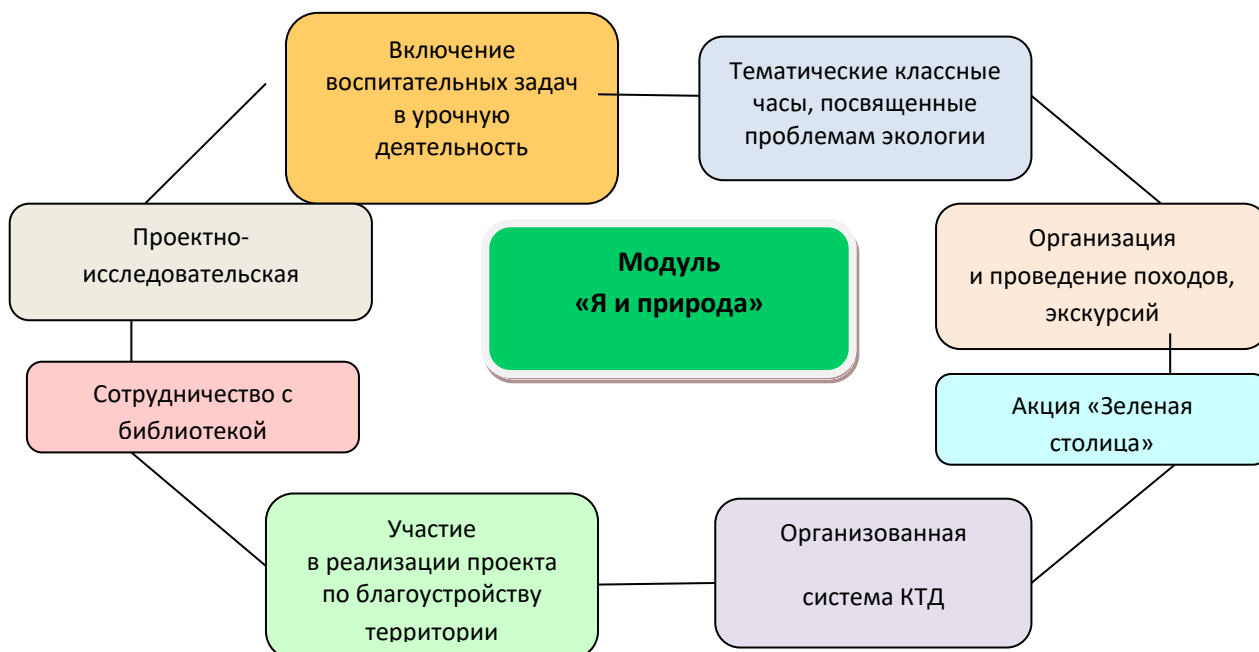 Включение
воспитательных задач
в урочную
деятельность
Тематические классные
часы, посвященные
проблемам экологии
Проектно-
исследовательская
Модуль
«Я и природа»
Организация
и проведение походов,
экскурсий
Сотрудничество с
библиотекой
Акция «Зеленая
столица»
Участие
в реализации проекта
по благоустройству
территории
Организованная
система КТД